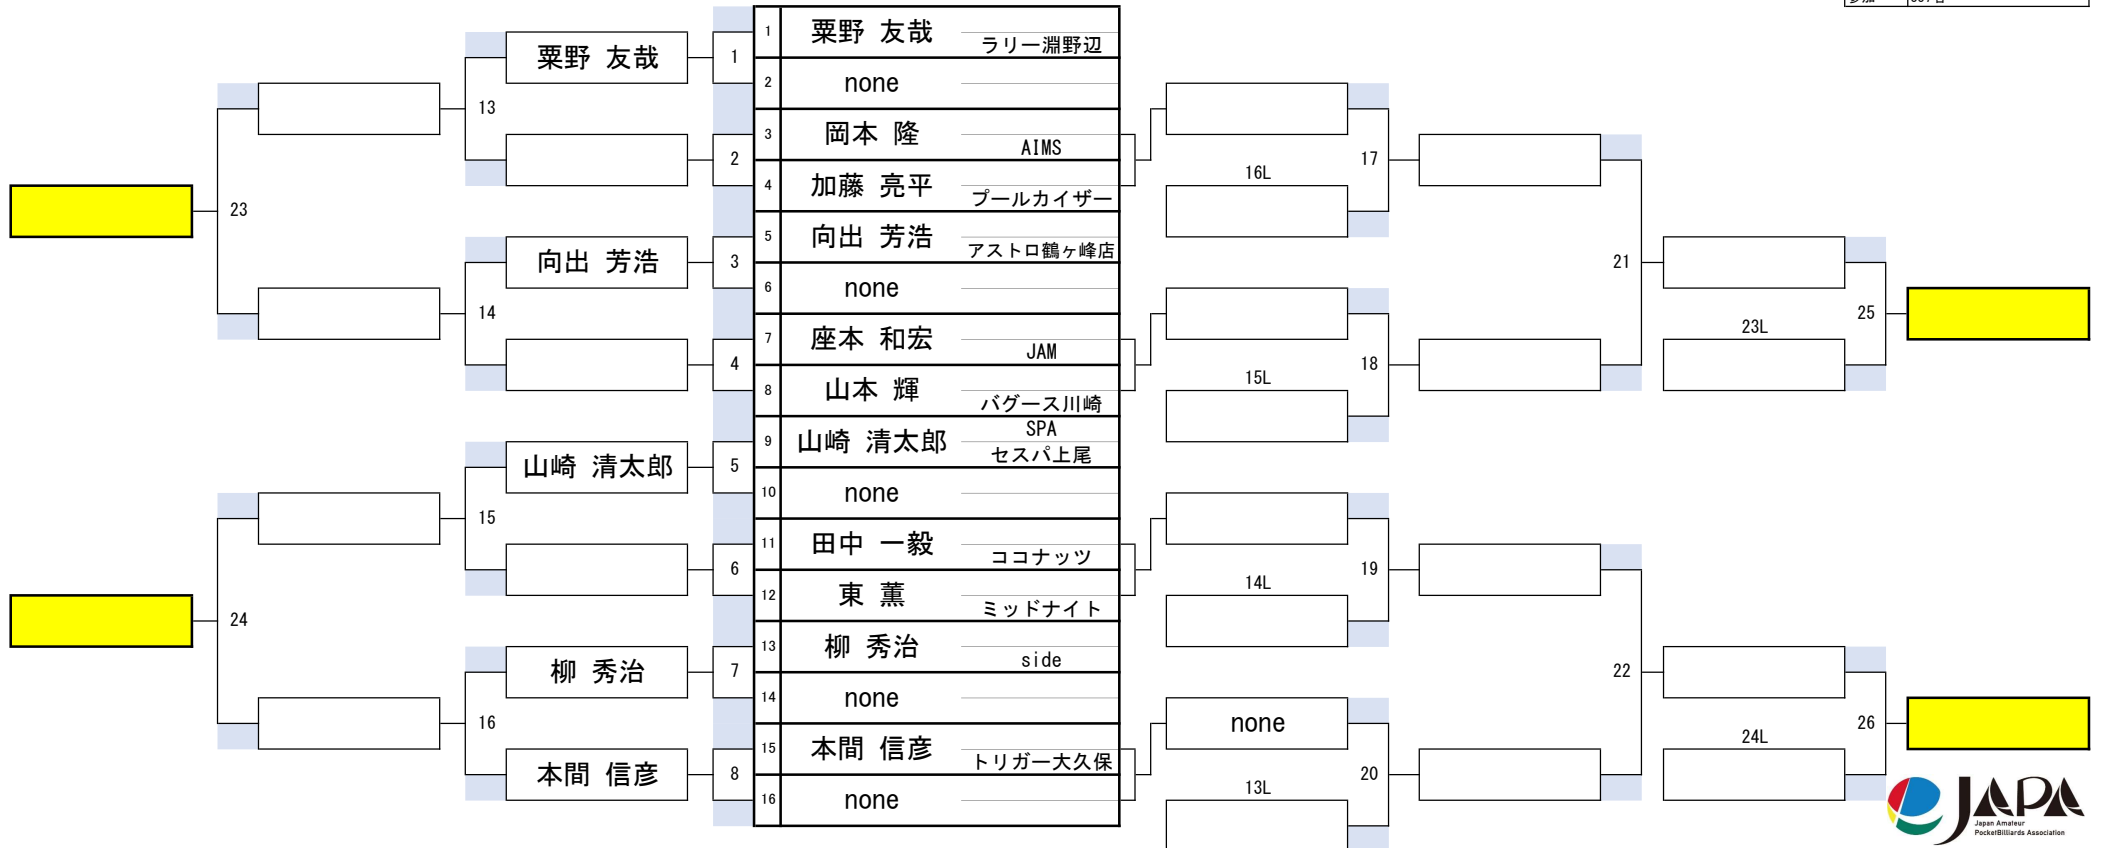 1 粟野 友哉 ラリー淵野辺
2 none
3 岡本 隆 AIMS
4 加藤 亮平 プールカイザー
5 向出 芳浩 アストロ鶴ヶ峰店
6 none
7 座本 和宏 JAM
8 山本 輝 バグース川崎
9 山崎 清太郎 SPA
セスパ上尾
10 none
11 田中 一毅 ココナッツ
12 東 薫 ミッドナイト
13 柳 秀治 side
14 none
15 本間 信彦 トリガー大久保
16 none
粟野 友哉 1
13
2
23
向出 芳浩 3
14
4
山崎 清太郎 5
15
6
24
柳 秀治 7
16
本間 信彦 8
16L 17
21
15L 18
23L 25
14L 19
22
none
13L 20
24L 26
JAPA
Japan Amateur
PocketBilliards Association